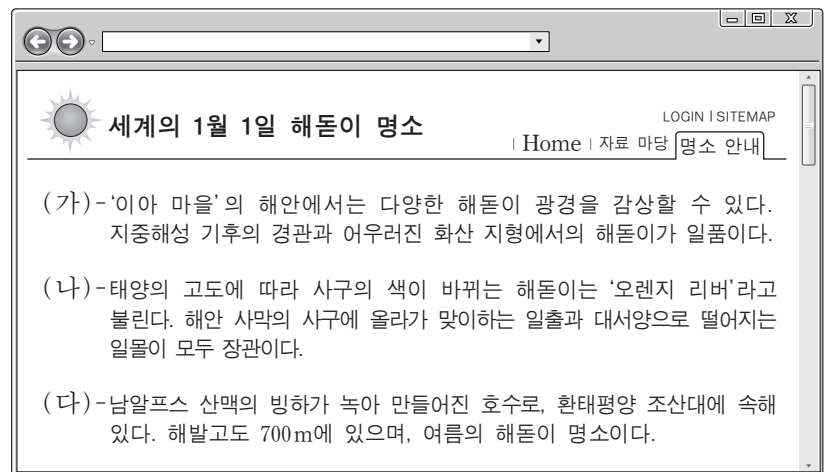 세계의 1월 1일 해돋이 명소
LOGIN | SITEMAP
| Home | 자료 마당 명소 안내
(가)-‘이아 마을’의 해안에서는 다양한 해돋이 광경을 감상할 수 있다.
지중해성 기후의 경관과 어우러진 화산 지형에서의 해돋이가 일품이다.
(나)-태양의 고도에 따라 사구의 색이 바뀌는 해돋이는 ‘오렌지 리버’라고
불린다. 해안 사막의 사구에 올라가 맞이하는 일출과 대서양으로 떨어지는
일몰이 모두 장관이다.
(다)-남알프스 산맥의 빙하가 녹아 만들어진 호수로, 환태평양 조산대에 속해
있다. 해발고도 700m에 있으며, 여름의 해돋이 명소이다.